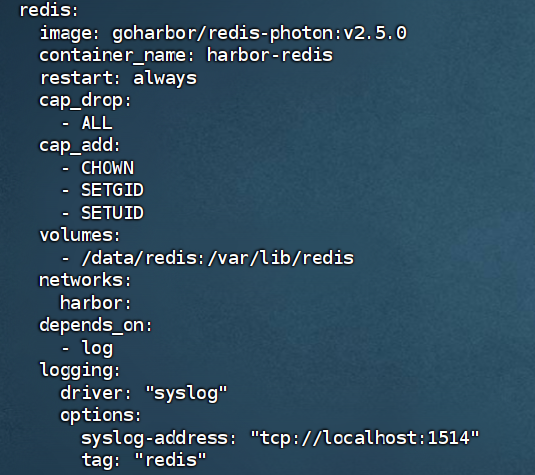 redis:
  image: goharbor/redis-photon:v2.5.0
  container_name: harbor-redis
  restart: always
  cap_drop:
    - ALL
  cap_add:
    - CHOWN
    - SETGID
    - SETUID
  volumes:
    - /data/redis:/var/lib/redis
  networks:
    harbor:
  depends_on:
    - log
  logging:
    driver: "syslog"
    options:
      syslog-address: "tcp://localhost:1514"
      tag: "redis"